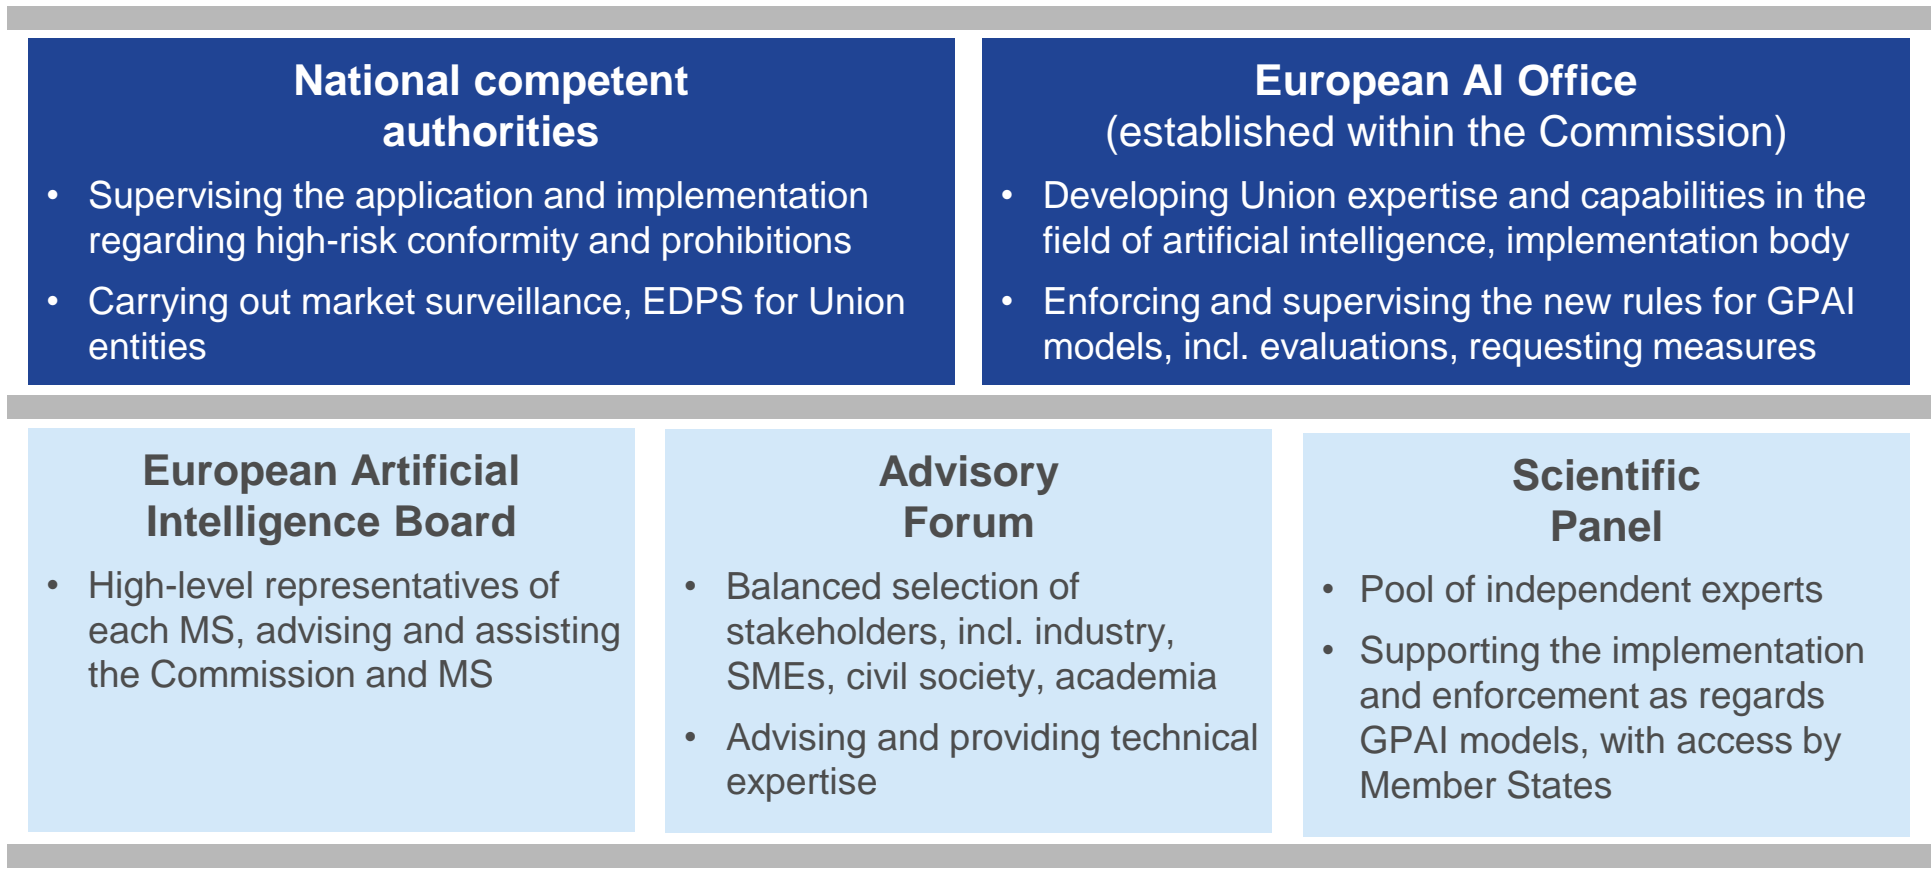 National competent
authorities
• Supervising the application and implementation
regarding high-risk conformity and prohibitions
• Carrying out market surveillance, EDPS for Union
entities
European AI Office
(established within the Commission)
• Developing Union expertise and capabilities in the
field of artificial intelligence, implementation body
• Enforcing and supervising the new rules for GPAI
models, incl. evaluations, requesting measures
European Artificial
Intelligence Board
• High-level representatives of
each MS, advising and assisting
the Commission and MS
Advisory
Forum
• Balanced selection of
stakeholders, incl. industry,
SMEs, civil society, academia
• Advising and providing technical
expertise
Scientific
Panel
• Pool of independent experts
• Supporting the implementation
and enforcement as regards
GPAI models, with access by
Member States